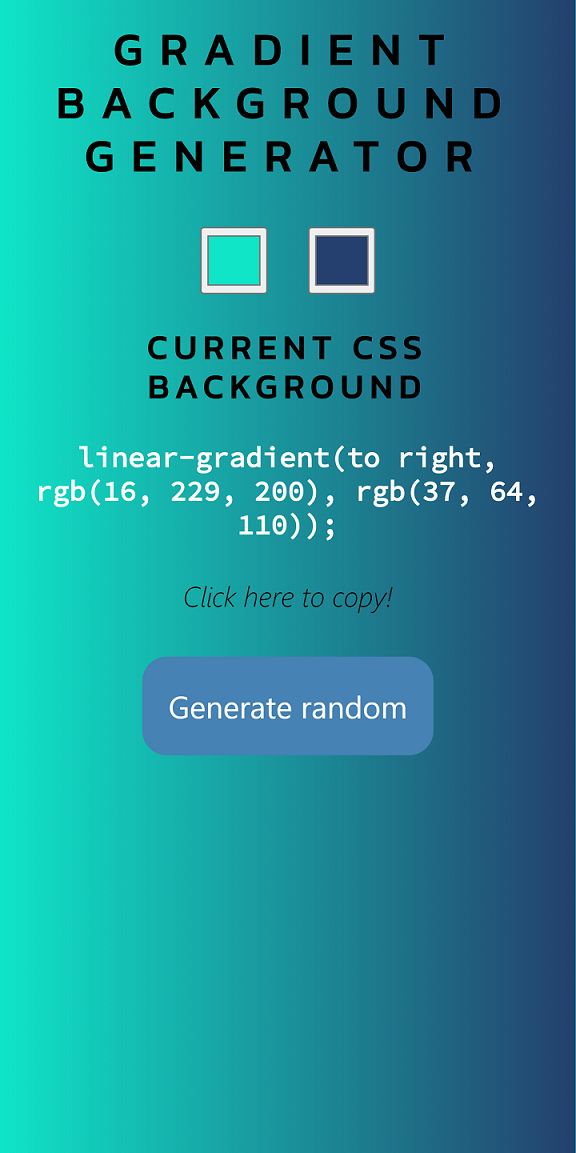 GRADIENT
BACKGROUND
GENERATOR
CURRENT CSS
BACKGROUND
linear-gradient(to right,
rgb(16, 229, 200), rgb(37, 64,
110));
Click here to copy!
Generate random